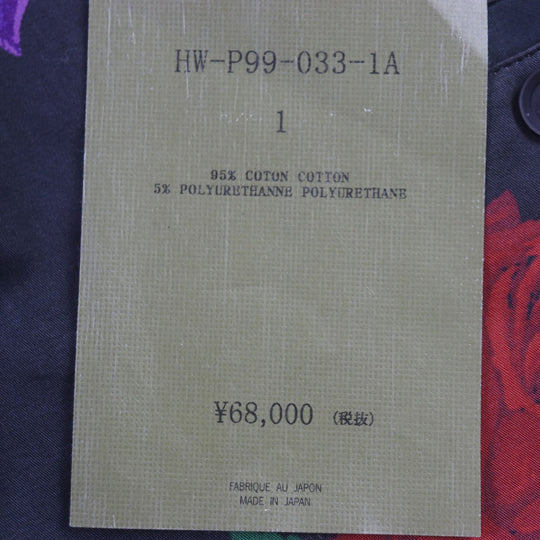 HW-P99-033-1A
1
95% COTON COTTON
5% POLYURETHANNE POLYURETHANE
¥68,000 (税抜)
FABRIQUE AU JAPON
MADE IN JAPAN